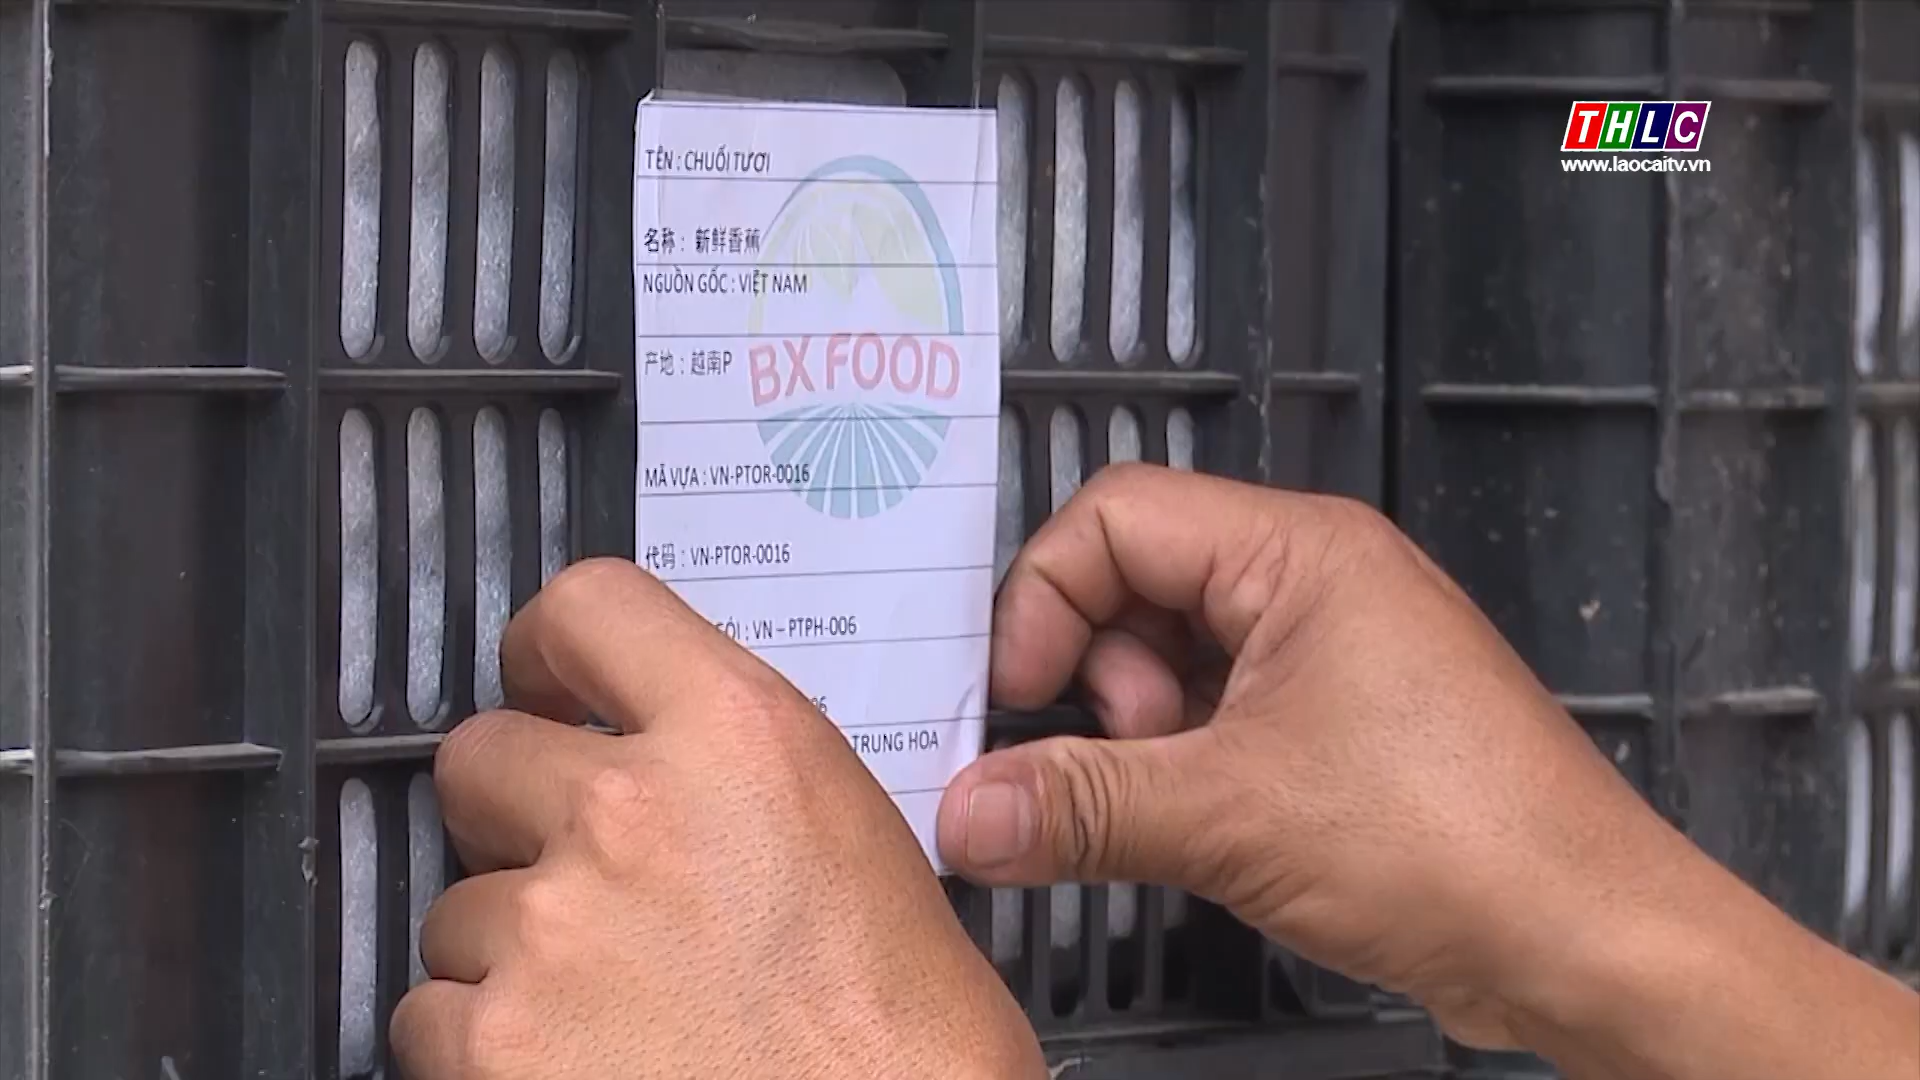 THLC
www.laocaitv.vn
TÊN : CHUỐI TƯƠI
名称 : 新鲜香蕉
NGUỒN GỐC : VIỆT NAM
产地 : 越南P
BX FOOD
MÃ VỰA : VN-PTOR-0016
代码 : VN-PTOR-0016
GÓI : VN – PTPH-006
TRUNG HOA